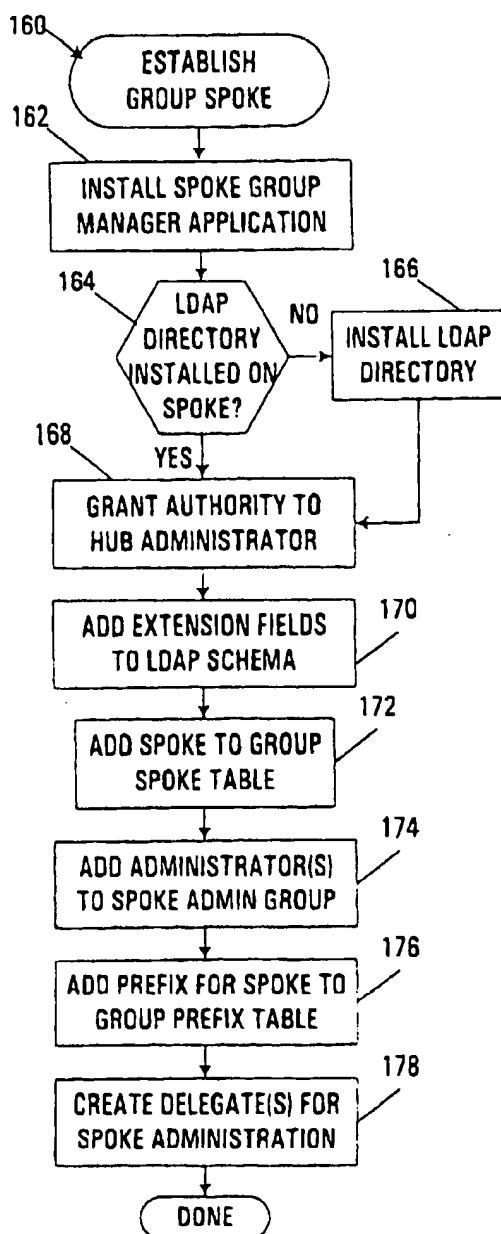 160
ESTABLISH
GROUP SPOKE
162
INSTALL SPOKE GROUP
MANAGER APPLICATION
164
LDAP
DIRECTORY
INSTALLED ON
SPOKE?
NO
166
INSTALL LDAP
DIRECTORY
YES
168
GRANT AUTHORITY TO
HUB ADMINISTRATOR
ADD EXTENSION FIELDS
TO LDAP SCHEMA
170
172
ADD SPOKE TO GROUP
SPOKE TABLE
174
ADD ADMINISTRATOR(S)
TO SPOKE ADMIN GROUP
176
ADD PREFIX FOR SPOKE TO
GROUP PREFIX TABLE
178
CREATE DELEGATE(S) FOR
SPOKE ADMINISTRATION
DONE